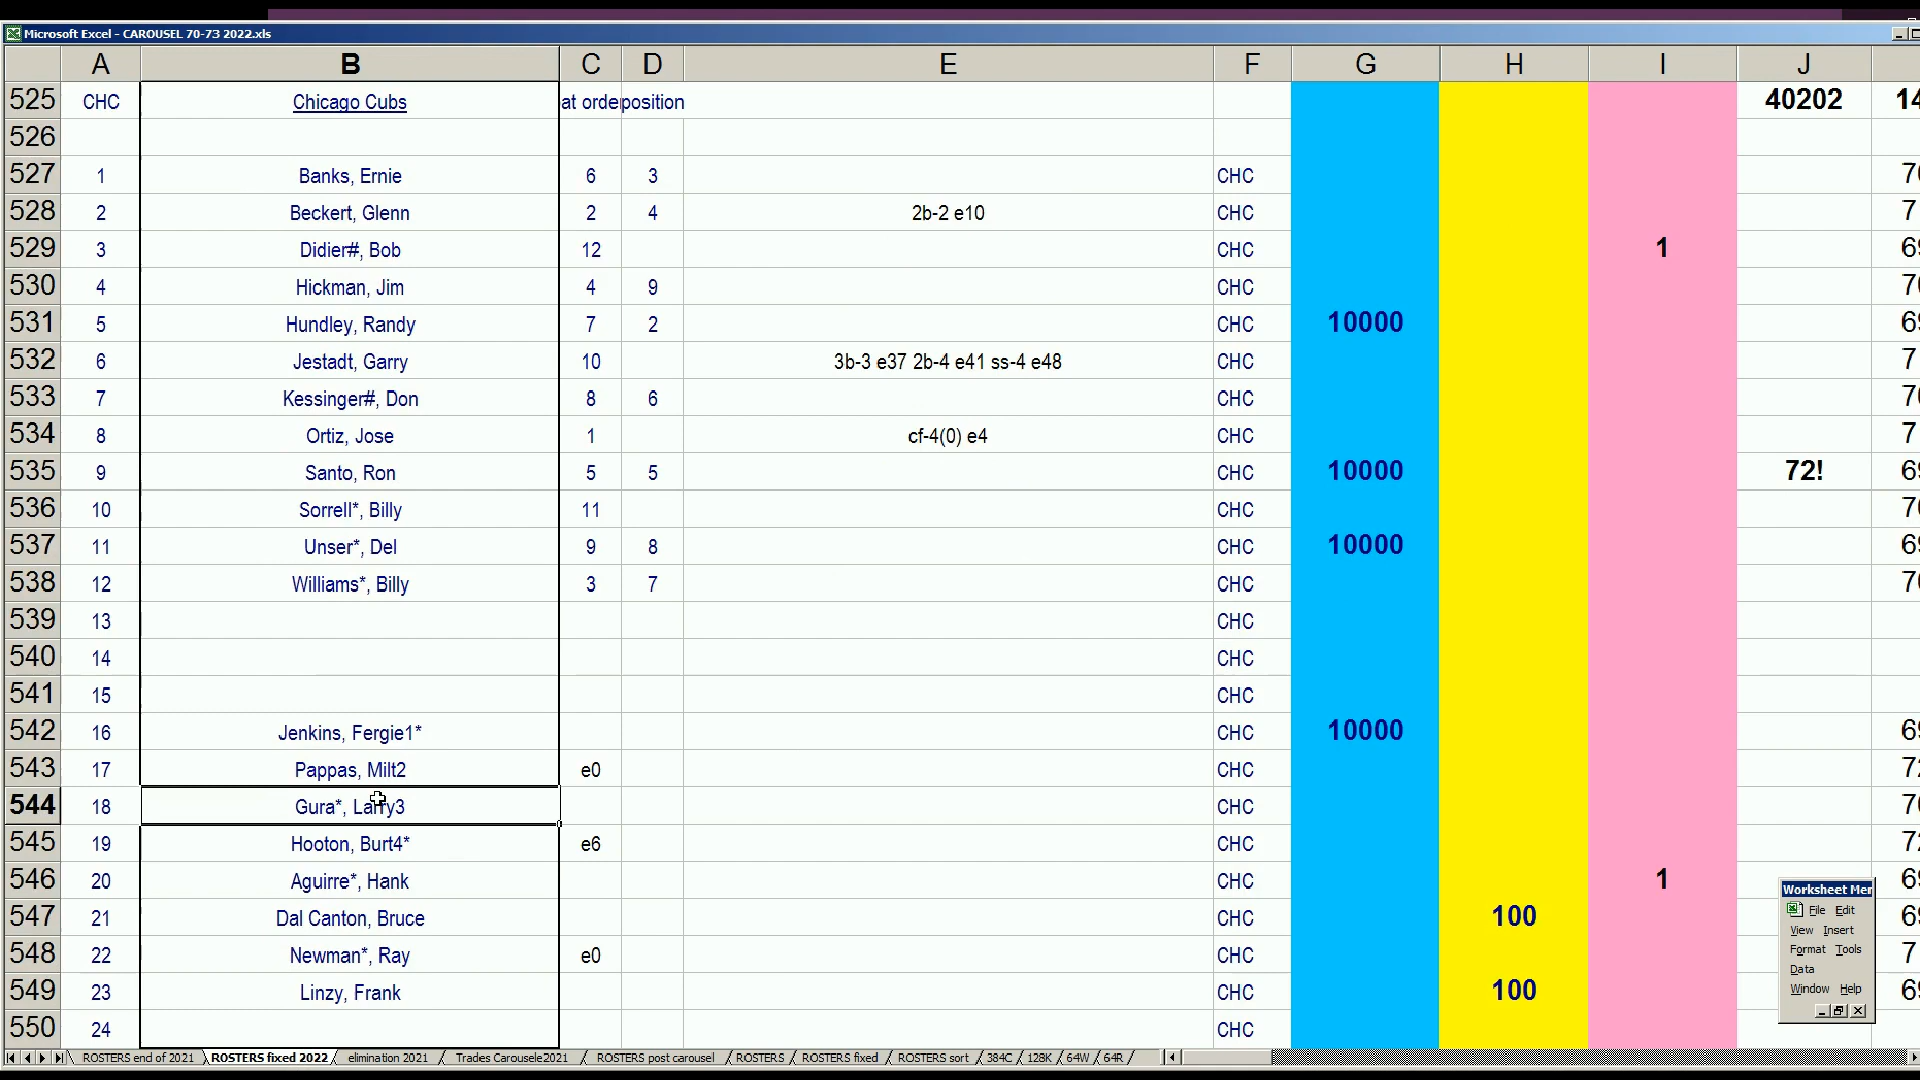 Microsoft Excel - CAROUSEL 70-73 2022.xls
A B C D E F G H I J
525 CHC Chicago Cubs at orde position 40202 14
526
527 1 Banks, Ernie 6 3 CHC 70
528 2 Beckert, Glenn 2 4 2b-2 e10 CHC 7
529 3 Didier#, Bob 12 CHC 1 69
530 4 Hickman, Jim 4 9 CHC 70
531 5 Hundley, Randy 7 2 CHC 10000 69
532 6 Jestadt, Garry 10 3b-3 e37 2b-4 e41 ss-4 e48 CHC 7
533 7 Kessinger#, Don 8 6 CHC 70
534 8 Ortiz, Jose 1 cf-4(0) e4 CHC 7
535 9 Santo, Ron 5 5 CHC 10000 72! 69
536 10 Sorrell*, Billy 11 CHC 70
537 11 Unser*, Del 9 8 CHC 10000 69
538 12 Williams*, Billy 3 7 CHC 70
539 13 CHC
540 14 CHC
541 15 CHC
542 16 Jenkins, Fergie1* CHC 10000 69
543 17 Pappas, Milt2 e0 CHC 72
544 18 Gura*, Larry3 CHC 70
545 19 Hooton, Burt4* e6 CHC 72
546 20 Aguirre*, Hank CHC 1 69
547 21 Dal Canton, Bruce CHC 100 69
548 22 Newman*, Ray e0 CHC 7
549 23 Linzy, Frank CHC 100 69
550 24 CHC
Worksheet Mer
File Edit
View Insert
Format Tools
Data
Window Help
ROSTERS end of 2021 ROSTERS fixed 2022 elimination 2021 Trades Carousele2021 ROSTERS post carousel ROSTERS ROSTERS fixed ROSTERS sort 384C 128K 64W 64R